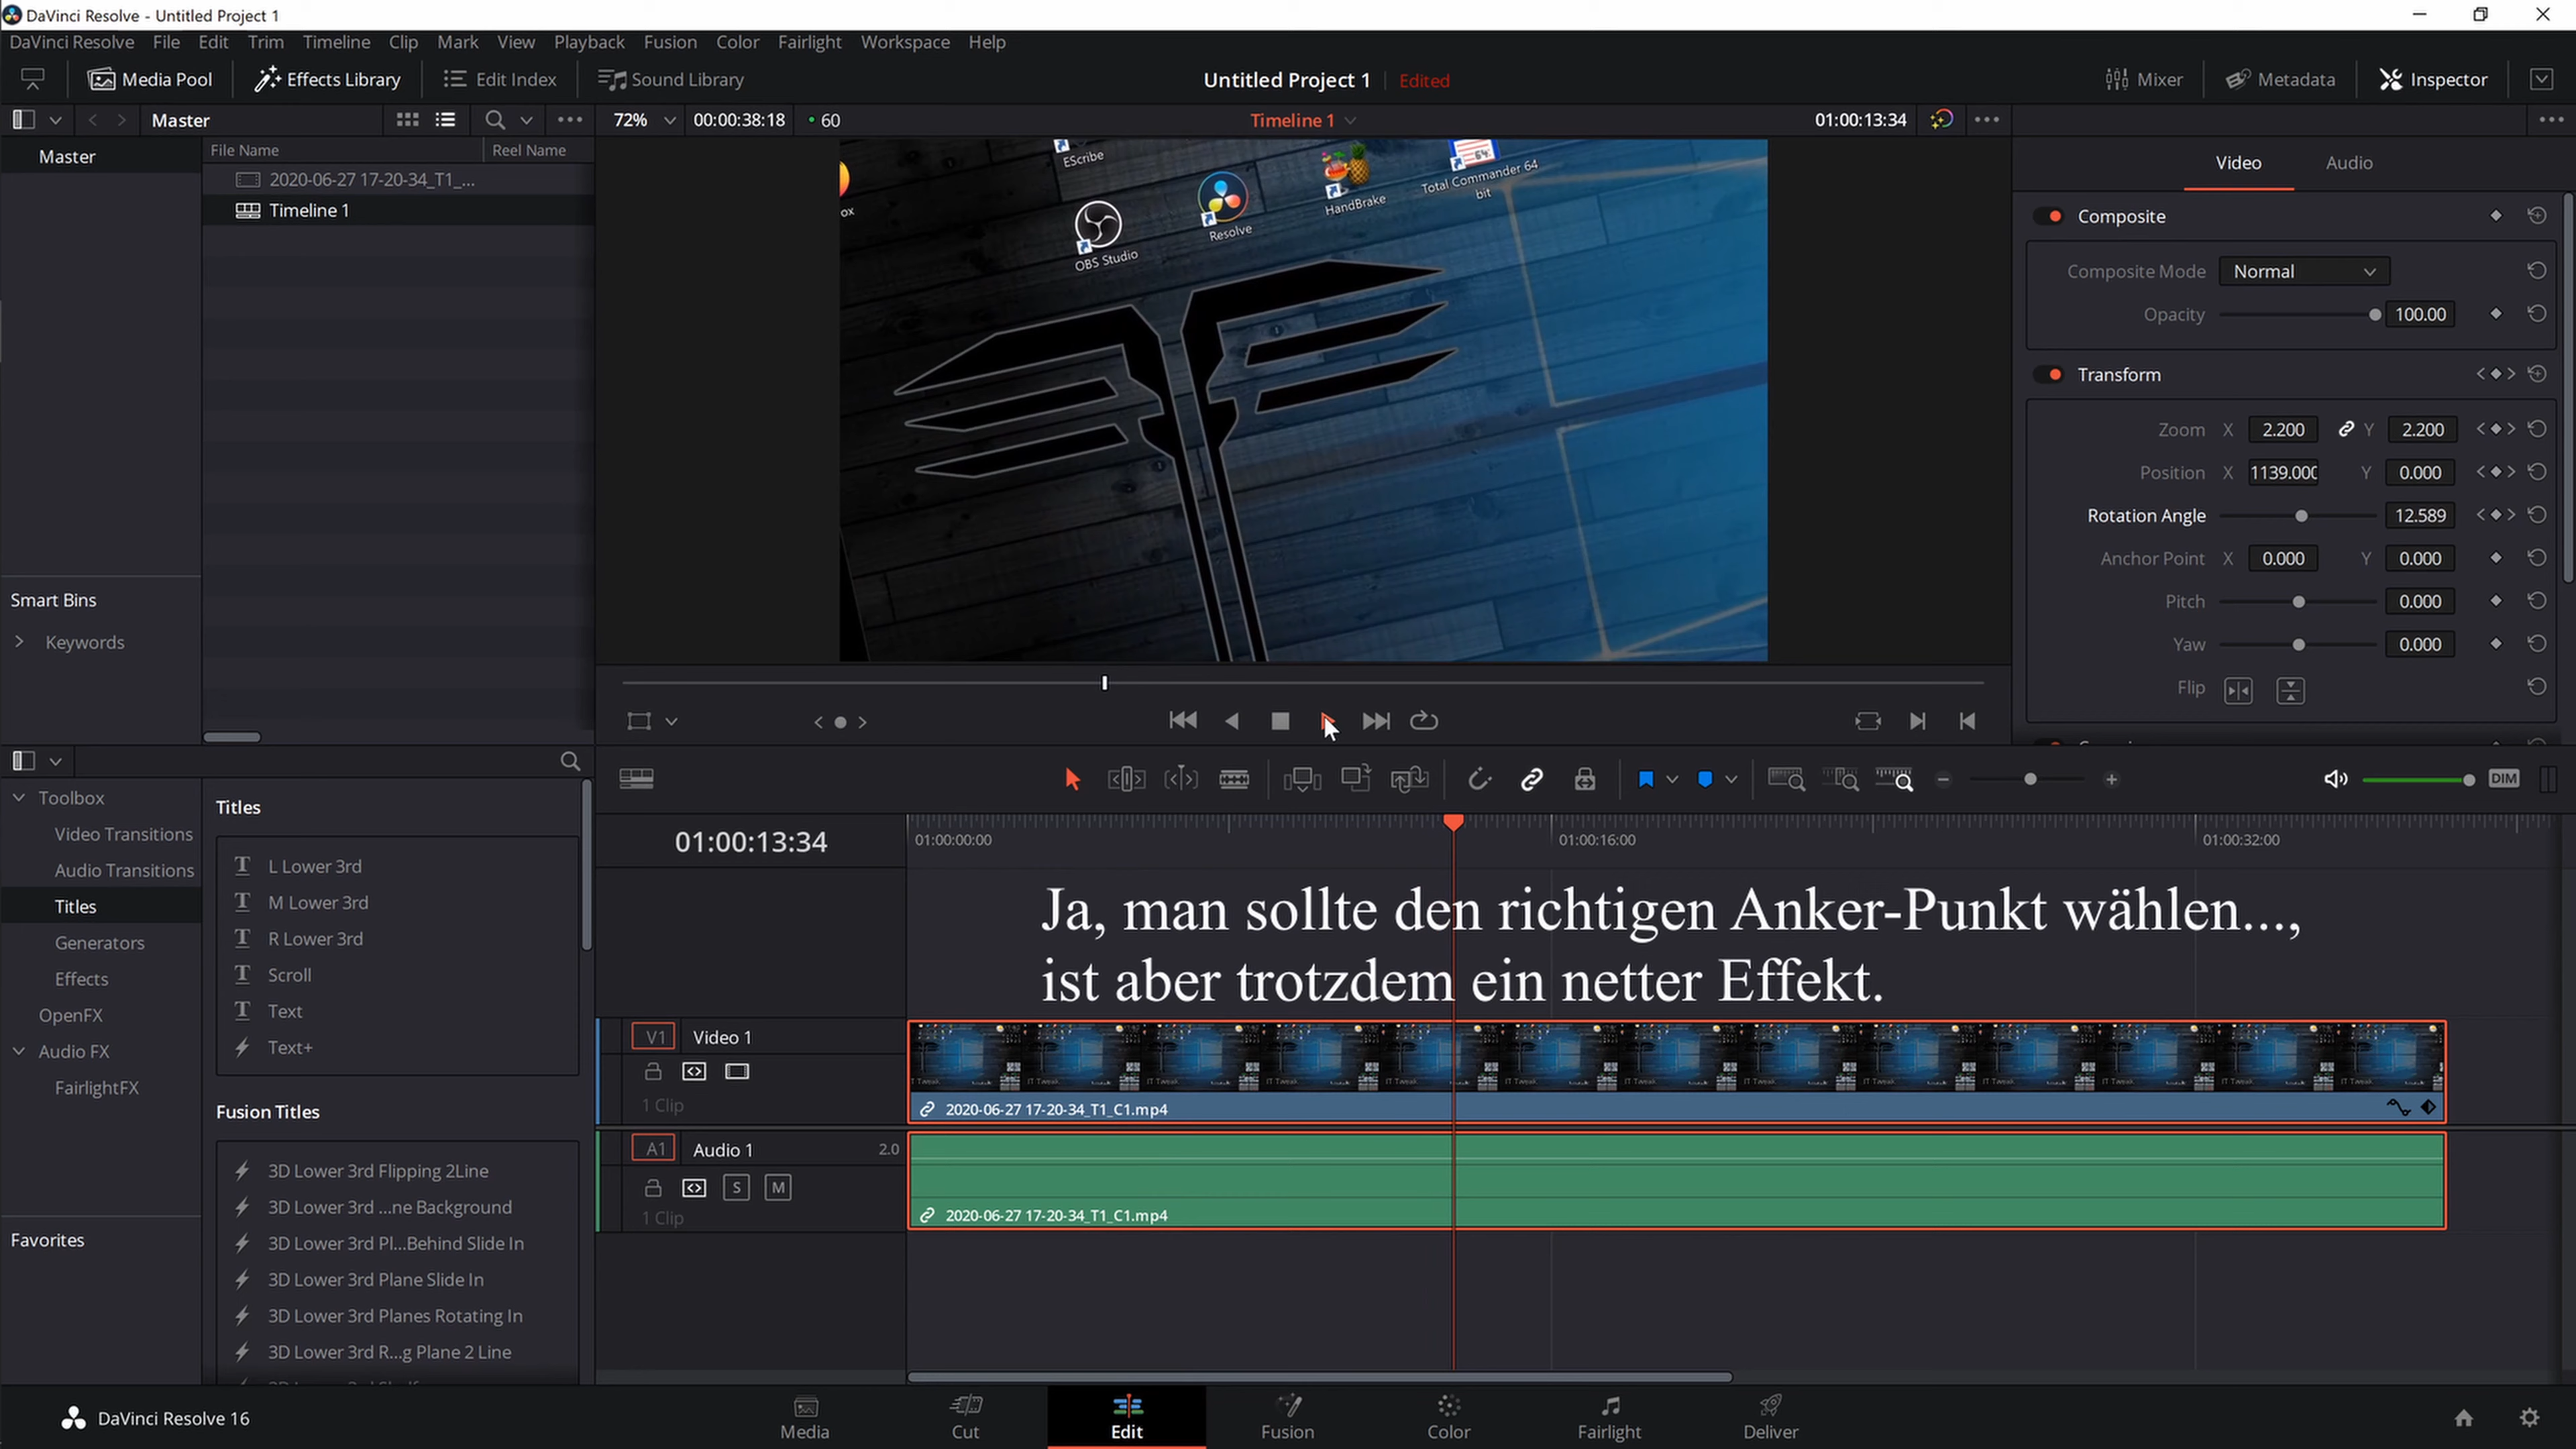 DaVinci Resolve - Untitled Project 1
DaVinci Resolve File Edit Trim Timeline Clip Mark View Playback Fusion Color Fairlight Workspace Help
Media Pool Effects Library Edit Index Sound Library Untitled Project 1 Edited Mixer Metadata Inspector
Master 72% 00:00:38:18 60 Timeline 1 01:00:13:34
Master
File Name Reel Name
2020-06-27 17-20-34_T1_...
Timeline 1
Smart Bins
Keywords
EScribe
ox
OBS Studio
Resolve
HandBrake
64
Total Commander 64
bit
Video Audio
Composite
Composite Mode Normal
Opacity 100.00
Transform
Zoom X 2.200 Y 2.200
Position X 1139.000 Y 0.000
Rotation Angle 12.589
Anchor Point X 0.000 Y 0.000
Pitch 0.000
Yaw 0.000
Flip
DIM
Toolbox
Video Transitions
Audio Transitions
Titles
Generators
Effects
OpenFX
Audio FX
FairlightFX
Favorites
Titles
L Lower 3rd
M Lower 3rd
R Lower 3rd
Scroll
Text
Text+
Fusion Titles
3D Lower 3rd Flipping 2Line
3D Lower 3rd ...ne Background
3D Lower 3rd Pl...Behind Slide In
3D Lower 3rd Plane Slide In
3D Lower 3rd Planes Rotating In
3D Lower 3rd R...g Plane 2 Line
01:00:13:34
01:00:00:00 01:00:16:00 01:00:32:00
Ja, man sollte den richtigen Anker-Punkt wählen...,
ist aber trotzdem ein netter Effekt.
V1 Video 1
1 Clip
2020-06-27 17-20-34_T1_C1.mp4
A1 Audio 1 2.0
S M
1 Clip
2020-06-27 17-20-34_T1_C1.mp4
DaVinci Resolve 16
Media Cut Edit Fusion Color Fairlight Deliver